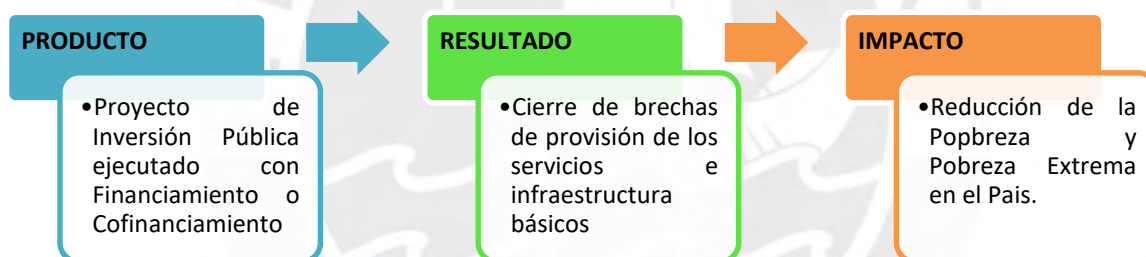 PRODUCTO
•Proyecto de
Inversión Pública
ejecutado con
Financiamiento o
Cofinanciamiento
RESULTADO
•Cierre de brechas
de provisión de los
servicios e
infraestructura
básicos
IMPACTO
•Reducción de la
Popbreza y
Pobreza Extrema
en el Pais.